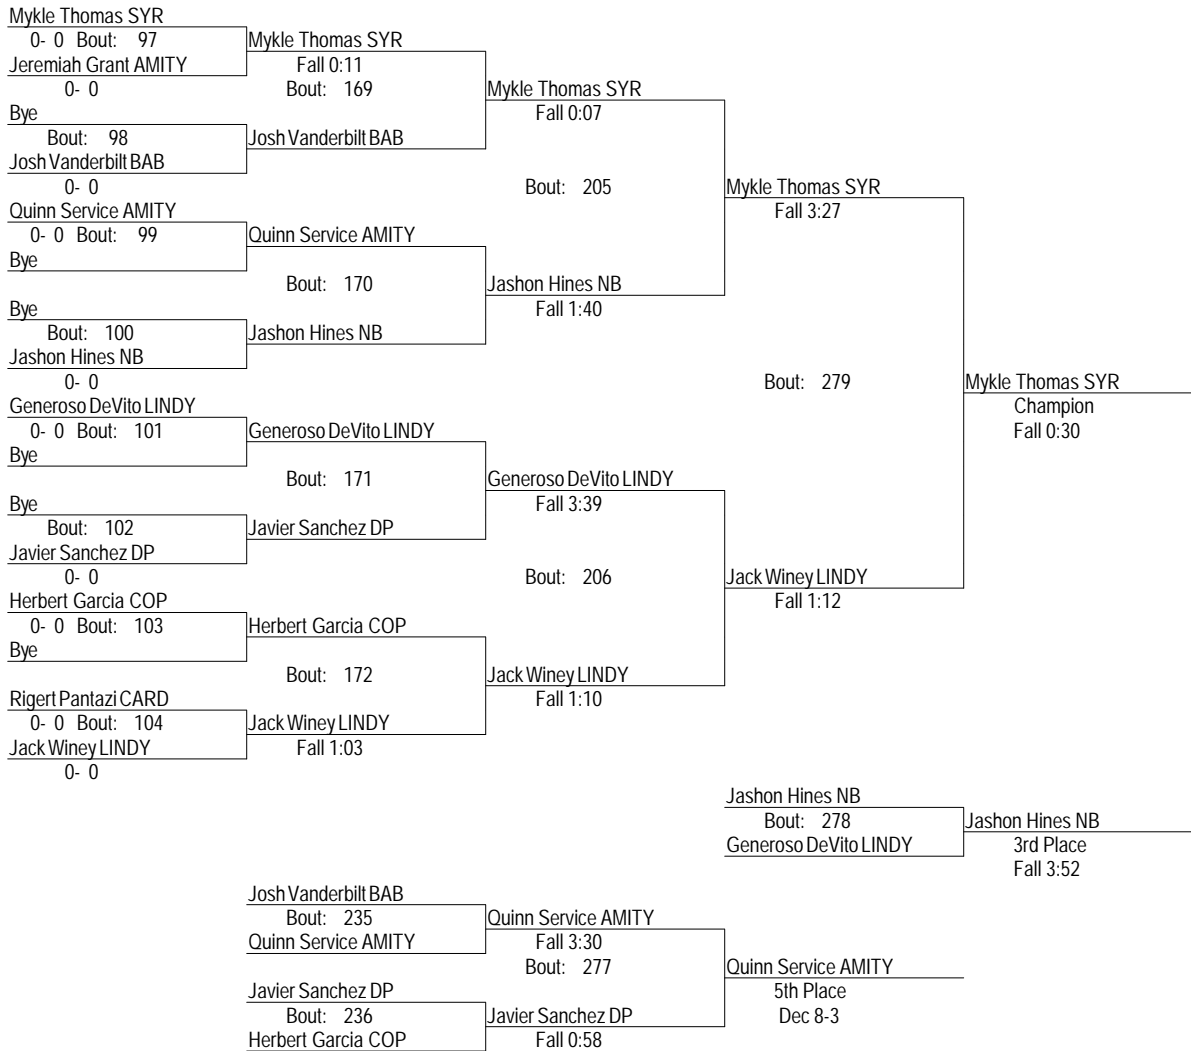 Mykle Thomas SYR
0- 0 Bout: 97
Jeremiah Grant AMITY
0- 0
Bye
Bout: 98
Josh Vanderbilt BAB
0- 0
Quinn Service AMITY
0- 0 Bout: 99
Bye
Bye
Bout: 100
Jashon Hines NB
0- 0
Generoso DeVito LINDY
0- 0 Bout: 101
Bye
Bye
Bout: 102
Javier Sanchez DP
0- 0
Herbert Garcia COP
0- 0 Bout: 103
Bye
Rigert Pantazi CARD
0- 0 Bout: 104
Jack Winey LINDY
0- 0
Mykle Thomas SYR
Fall 0:11
Bout: 169
Josh Vanderbilt BAB
Quinn Service AMITY
Bout: 170
Jashon Hines NB
Generoso DeVito LINDY
Bout: 171
Javier Sanchez DP
Herbert Garcia COP
Bout: 172
Jack Winey LINDY
Fall 1:03
Mykle Thomas SYR
Fall 0:07
Bout: 205
Jashon Hines NB
Fall 1:40
Generoso DeVito LINDY
Fall 3:39
Bout: 206
Jack Winey LINDY
Fall 1:10
Mykle Thomas SYR
Fall 3:27
Bout: 279
Jack Winey LINDY
Fall 1:12
Mykle Thomas SYR
Champion
Fall 0:30
Jashon Hines NB
Bout: 278
Generoso DeVito LINDY
Jashon Hines NB
3rd Place
Fall 3:52
Josh Vanderbilt BAB
Bout: 235
Quinn Service AMITY
Javier Sanchez DP
Bout: 236
Herbert Garcia COP
Quinn Service AMITY
Fall 3:30
Bout: 277
Javier Sanchez DP
Fall 0:58
Quinn Service AMITY
5th Place
Dec 8-3